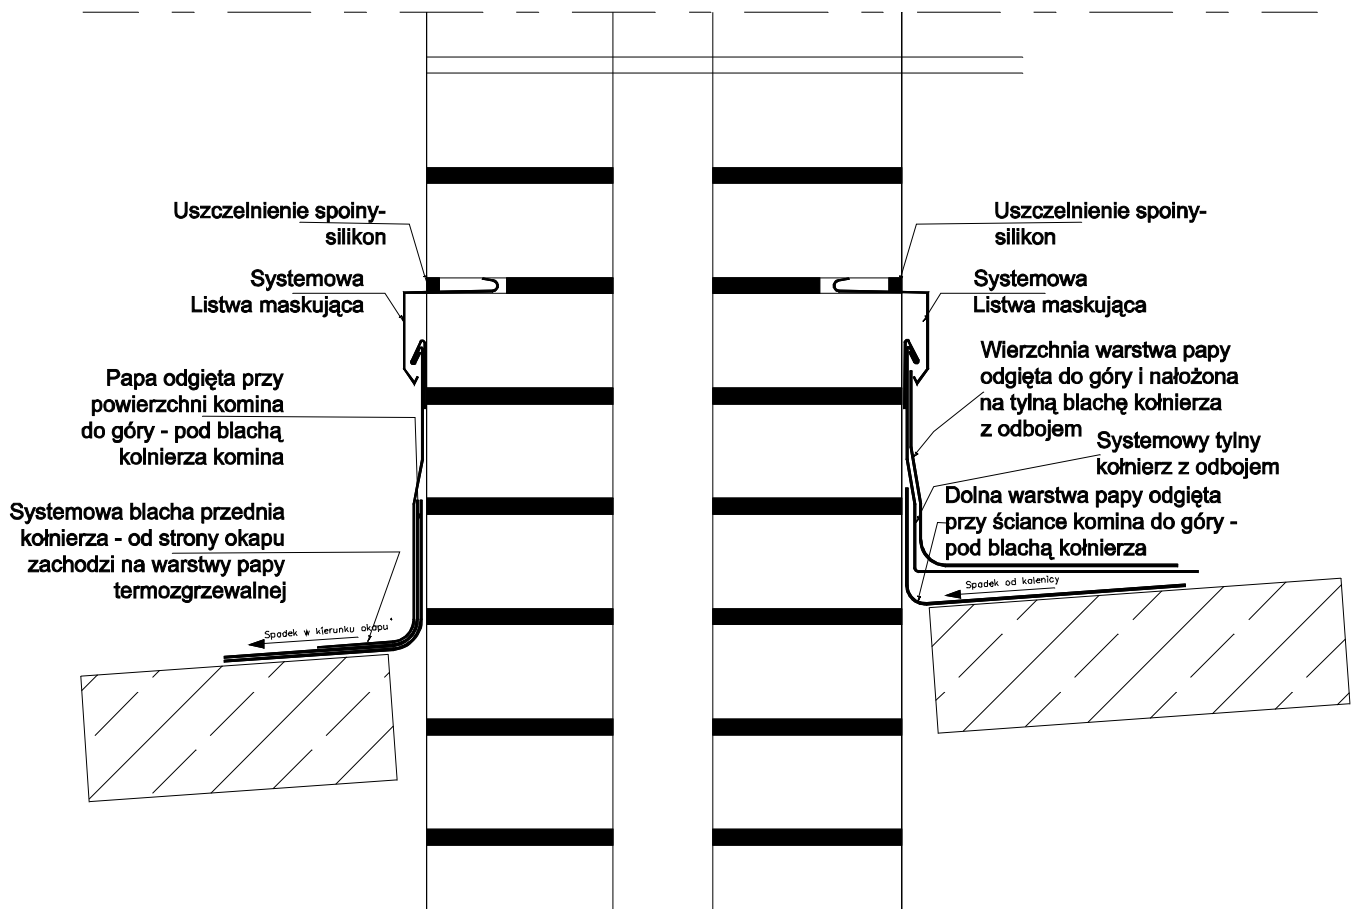 Uszczelnienie spoiny-
silikon
Systemowa
Listwa maskująca
Papa odgięta przy
powierzchni komina
do góry - pod blachą
kolnierza komina
Systemowa blacha przednia
kołnierza - od strony okapu
zachodzi na warstwy papy
termozgrzewalnej
Spadek w kierunku okapu
Uszczelnienie spoiny-
silikon
Systemowa
Listwa maskująca
Wierzchnia warstwa papy
odgięta do góry i nałożona
na tylną blachę kołnierza
z odbojem
Systemowy tylny
kołnierz z odbojem
Dolna warstwa papy odgięta
przy ściance komina do góry -
pod blachą kołnierza
Spadek od kalenicy